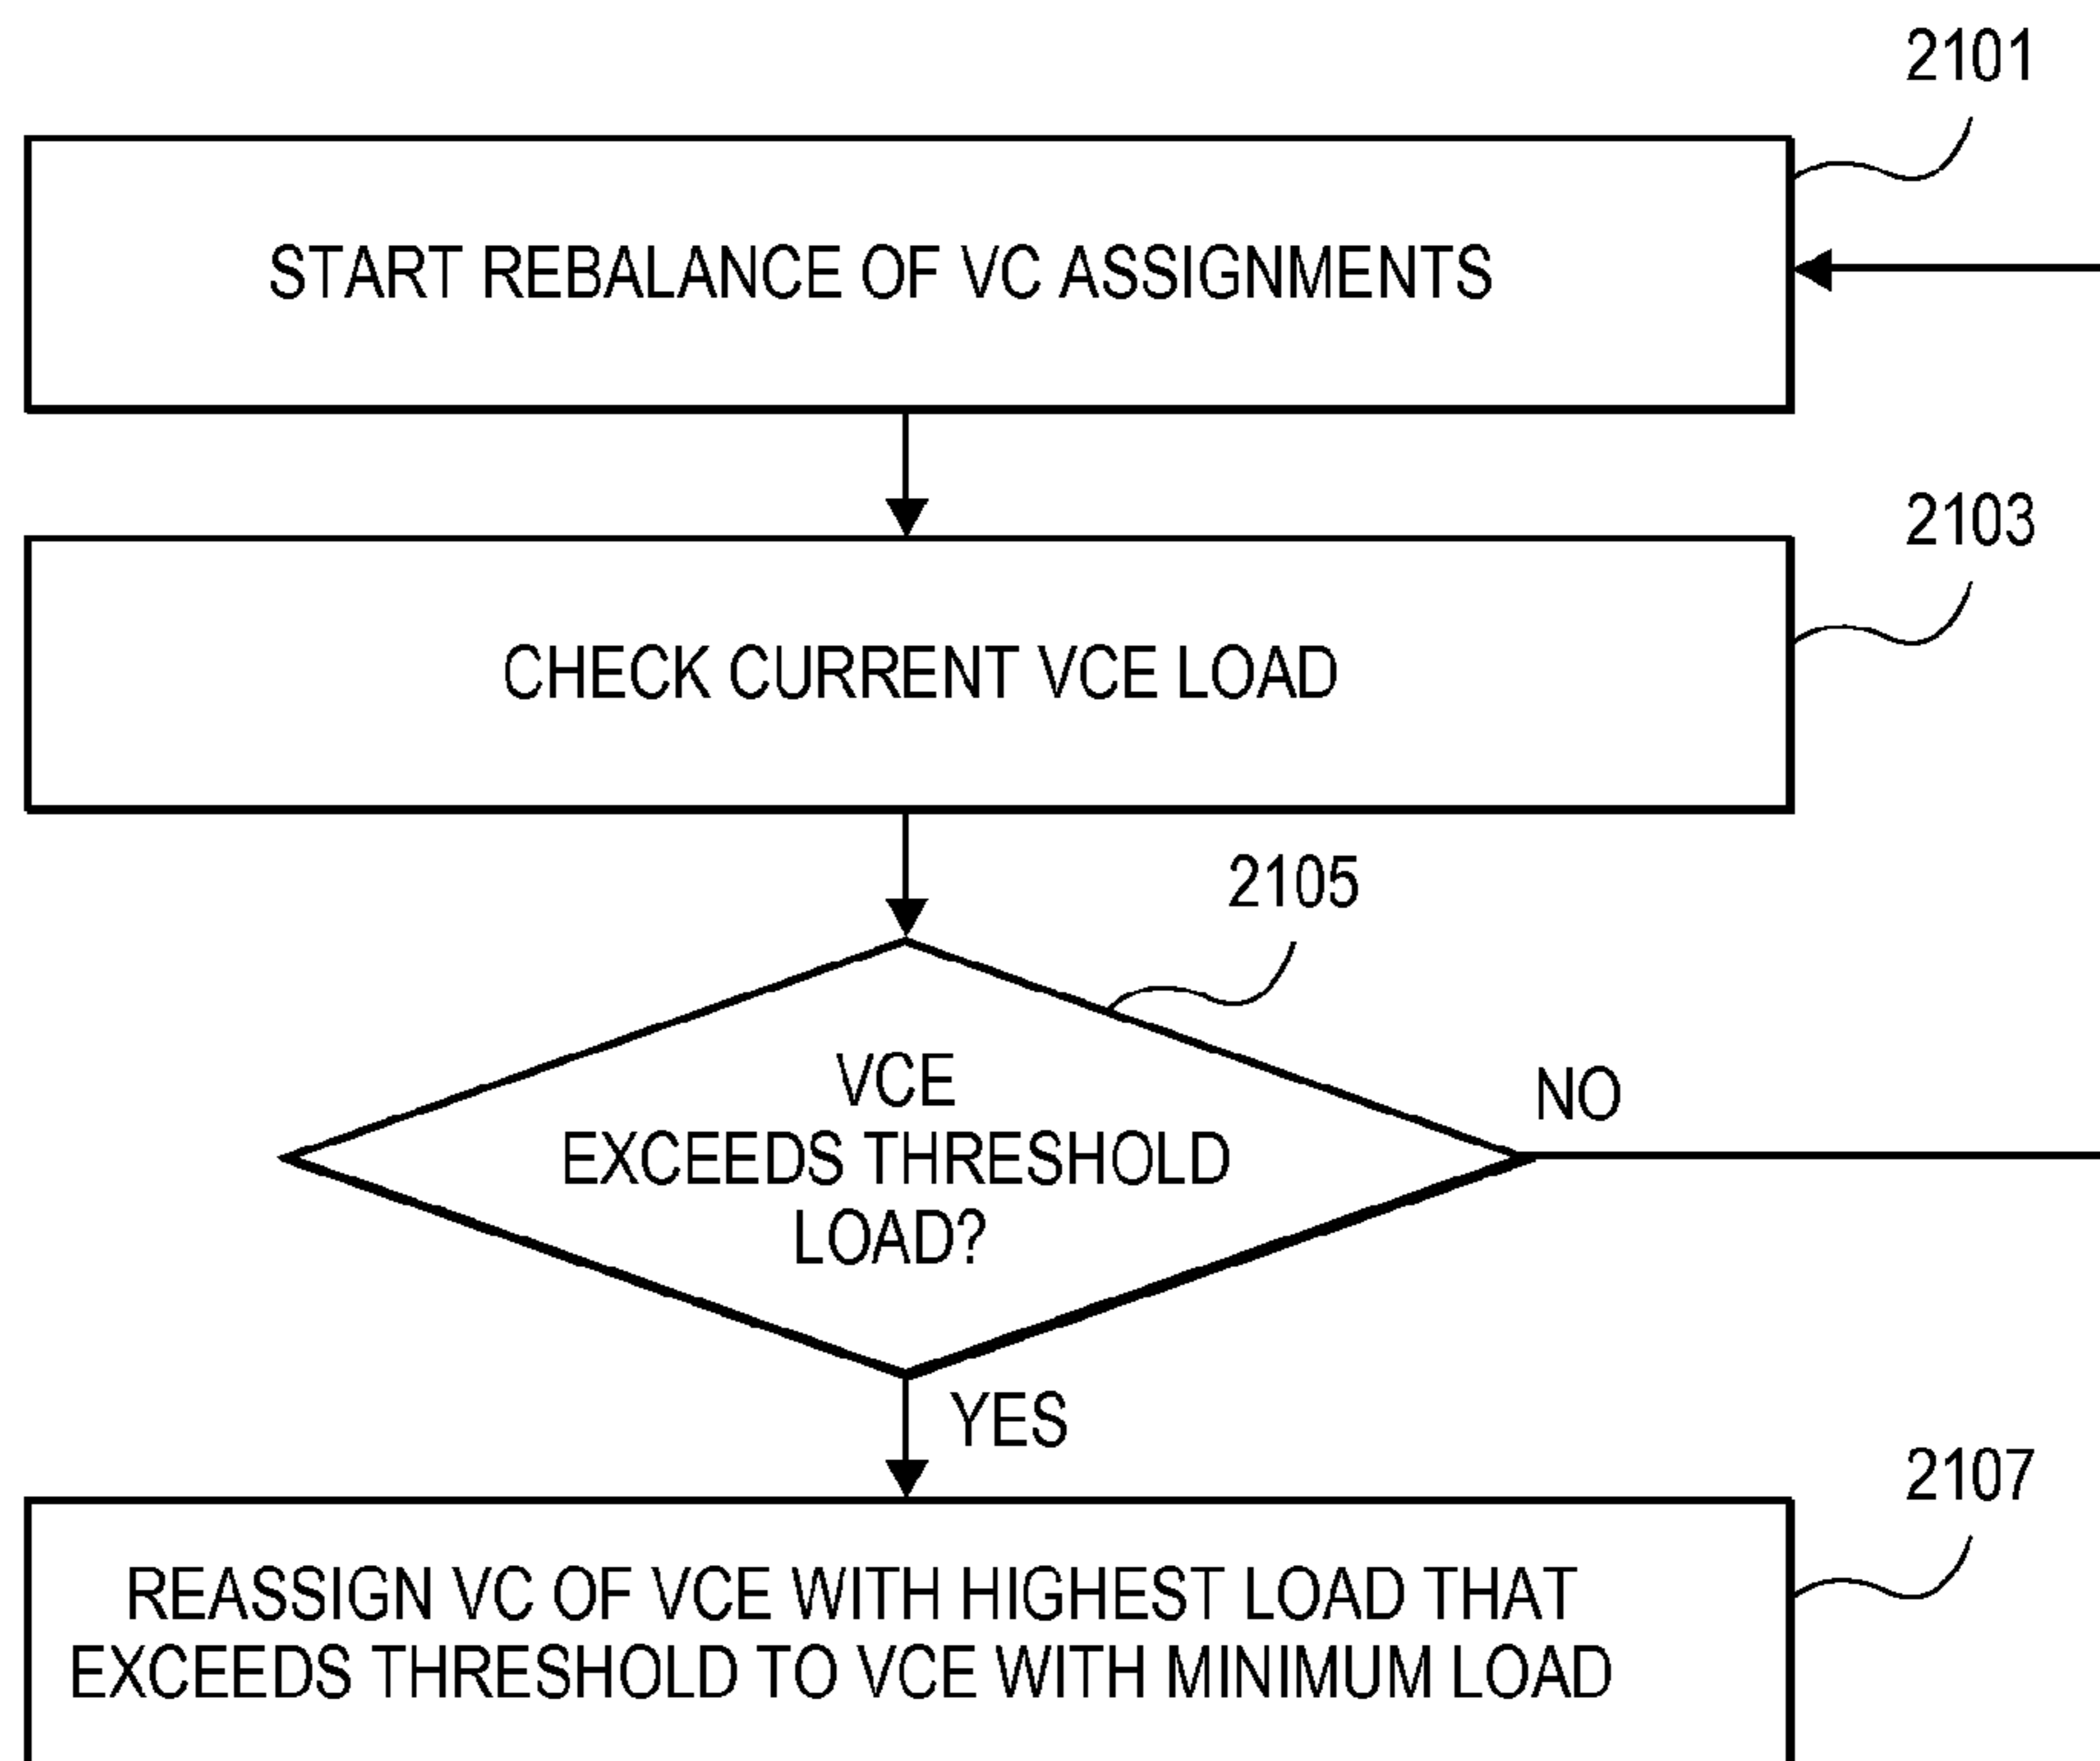 2101
START REBALANCE OF VC ASSIGNMENTS
2103
CHECK CURRENT VCE LOAD
2105
VCE
EXCEEDS THRESHOLD
LOAD?
NO
YES
2107
REASSIGN VC OF VCE WITH HIGHEST LOAD THAT
EXCEEDS THRESHOLD TO VCE WITH MINIMUM LOAD